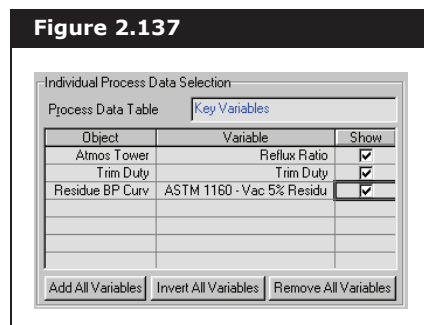 Figure 2.137
Individual Process Data Selection
Process Data Table Key Variables
Object Variable Show
Atmos Tower Reflux Ratio
Trim Duty Trim Duty
Residue BP Curv ASTM 1160 - Vac 5% Residu
Add All Variables Invert All Variables Remove All Variables